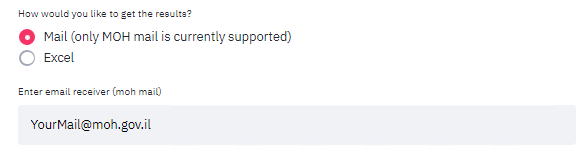 How would you like to get the results?
Mail (only MOH mail is currently supported)
Excel
Enter email receiver (moh mail)
YourMail@moh.gov.il